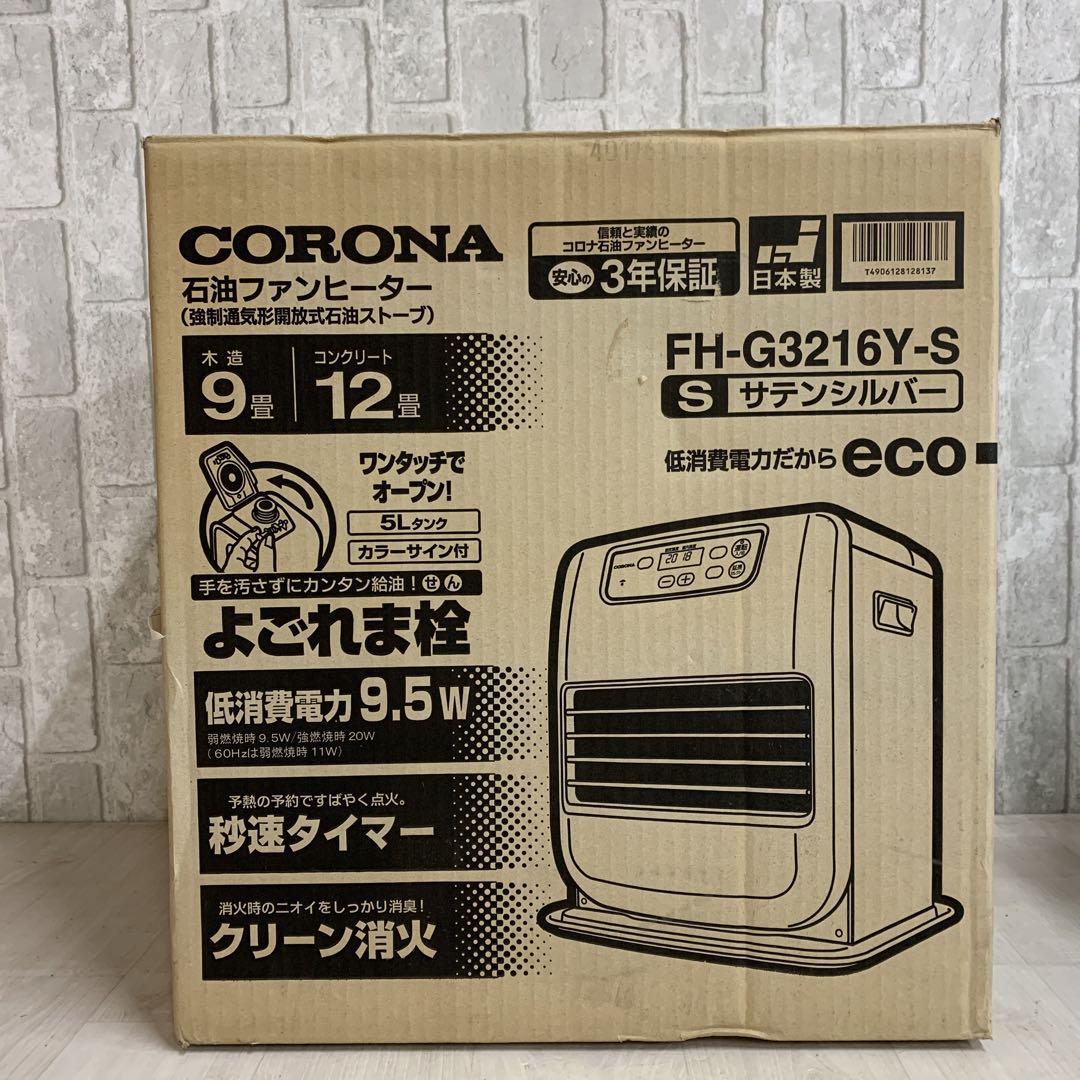 CORONA
石油ファンヒーター
(強制通気形開放式石油ストーブ)
信頼と実績の
コロナ石油ファンヒーター
安心の 3年保証
日本製
T4906128128137
木造
9畳
コンクリート
12畳
FH-G3216Y-S
S サテンシルバー
低消費電力だから eco
ワンタッチで
オープン!
5Lタンク
カラーサイン付
手を汚さずにカンタン給油! せん
よごれま栓
低消費電力 9.5W
弱燃焼時 9.5W/強燃焼時 20W
(60Hzは弱燃焼時 11W)
予熱の予約ですばやく点火。
秒速タイマー
消火時のニオイをしっかり消臭!
クリーン消火
CORONA
20 18